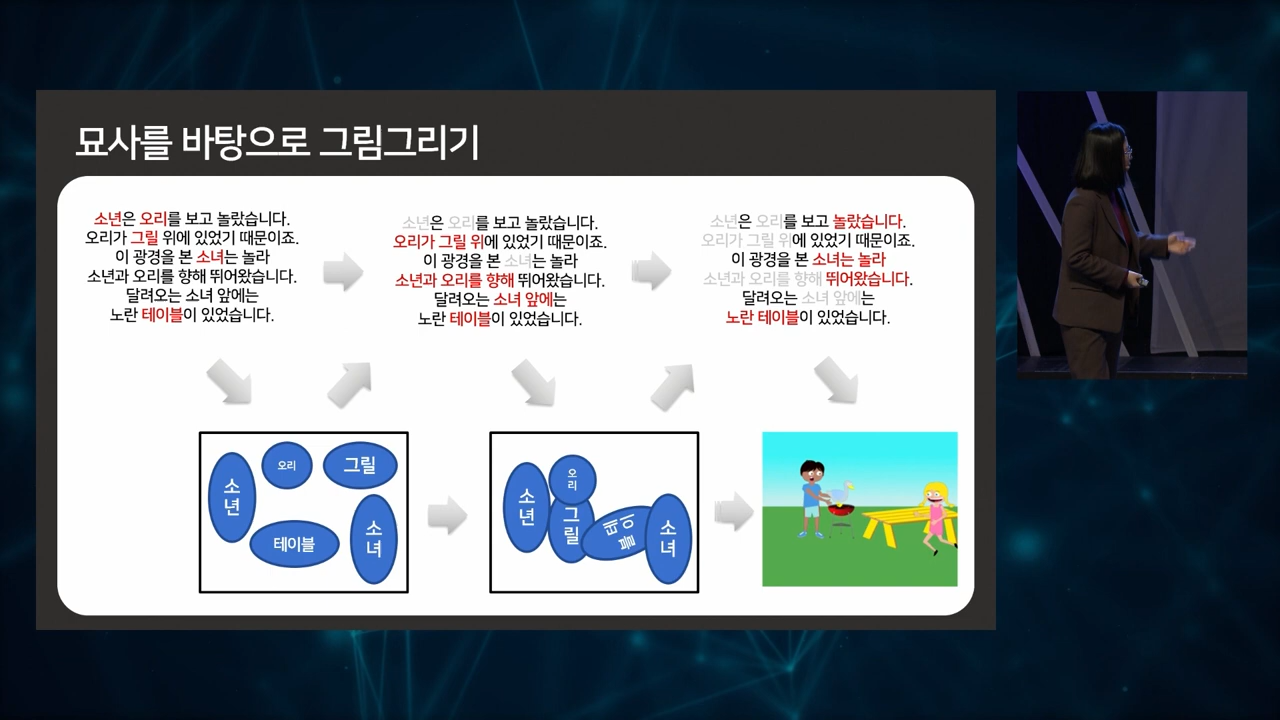 묘사를 바탕으로 그림그리기
소년은 오리를 보고 놀랐습니다.
오리가 그릴 위에 있었기 때문이죠.
이 광경을 본 소녀는 놀라
소년과 오리를 향해 뛰어왔습니다.
달려오는 소녀 앞에는
노란 테이블이 있었습니다.
소년은 오리를 보고 놀랐습니다.
오리가 그릴 위에 있었기 때문이죠.
이 광경을 본 소녀는 놀라
소년과 오리를 향해 뛰어왔습니다.
달려오는 소녀 앞에는
노란 테이블이 있었습니다.
소년은 오리를 보고 놀랐습니다.
오리가 그릴 위에 있었기 때문이죠.
이 광경을 본 소녀는 놀라
소년과 오리를 향해 뛰어왔습니다.
달려오는 소녀 앞에는
노란 테이블이 있었습니다.
소년
오리
그릴
테이블
소녀
소년
오리
그릴
테이블
소녀